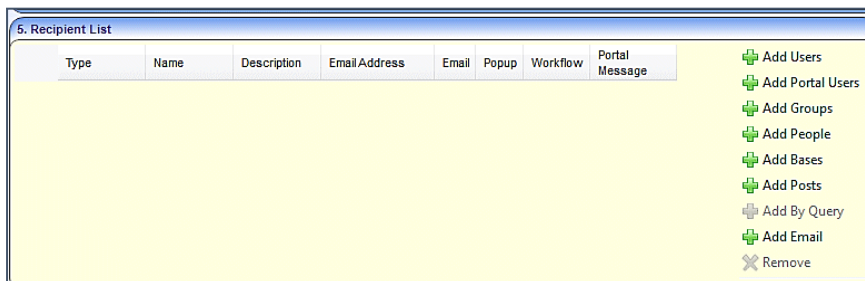 5. Recipient List
Type Name Description Email Address Email Popup Workflow Portal Message
Add Users
Add Portal Users
Add Groups
Add People
Add Bases
Add Posts
Add By Query
Add Email
Remove